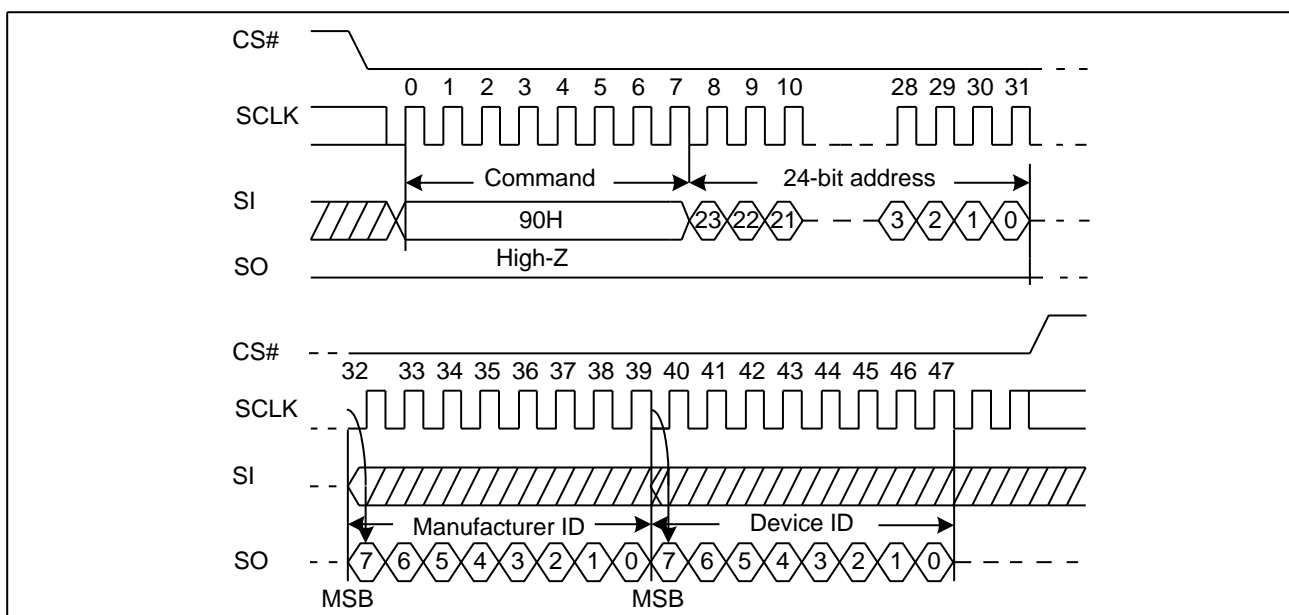 CS#
0 1 2 3 4 5 6 7 8 9 10 28 29 30 31
SCLK
Command 24-bit address
SI
90H 23 22 21 3 2 1 0
High-Z
SO
CS#
32 33 34 35 36 37 38 39 40 41 42 43 44 45 46 47
SCLK
SI
Manufacturer ID Device ID
SO 7 6 5 4 3 2 1 0 7 6 5 4 3 2 1 0
MSB MSB